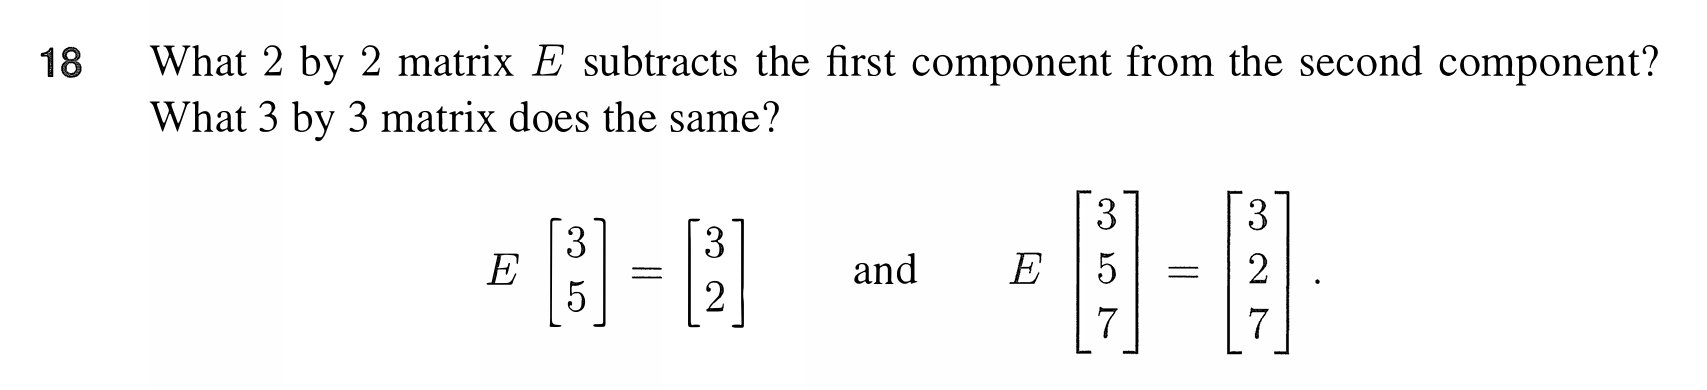 18 What 2 by 2 matrix E subtracts the first component from the second component?
What 3 by 3 matrix does the same?
E [3 5] = [3 2] and E [3 5 7] = [3 2 7].